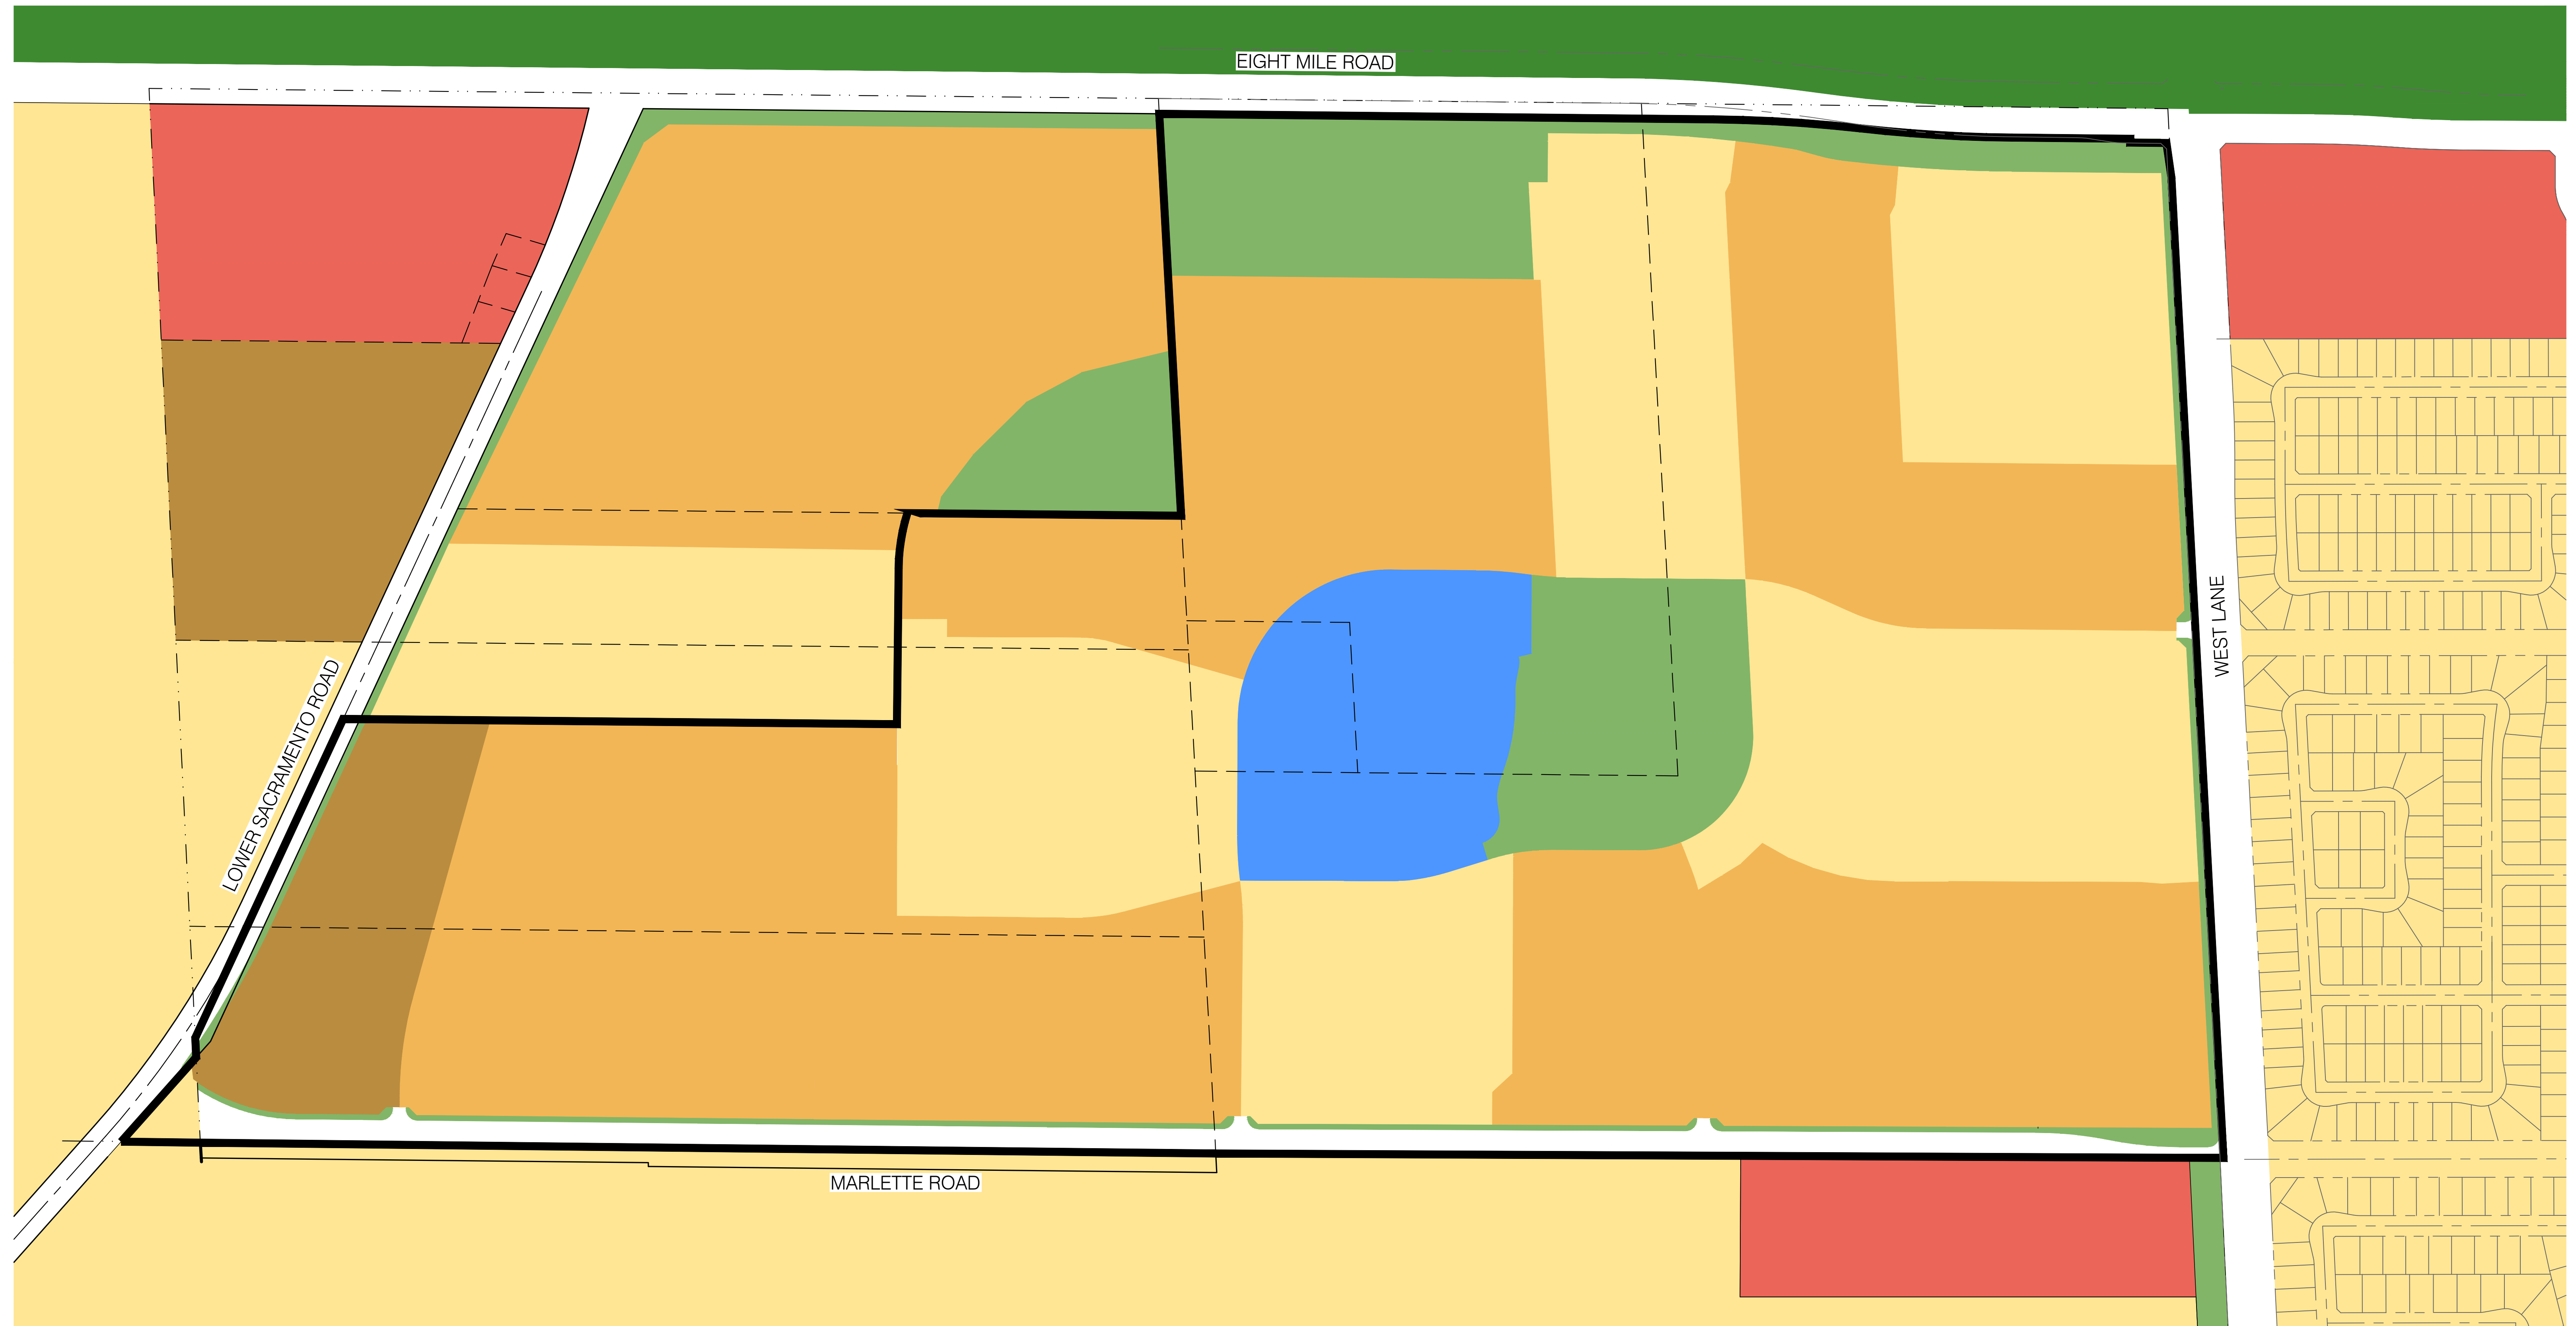 EIGHT MILE ROAD
WEST LANE
LOWER SACRAMENTO ROAD
MARLETTE ROAD